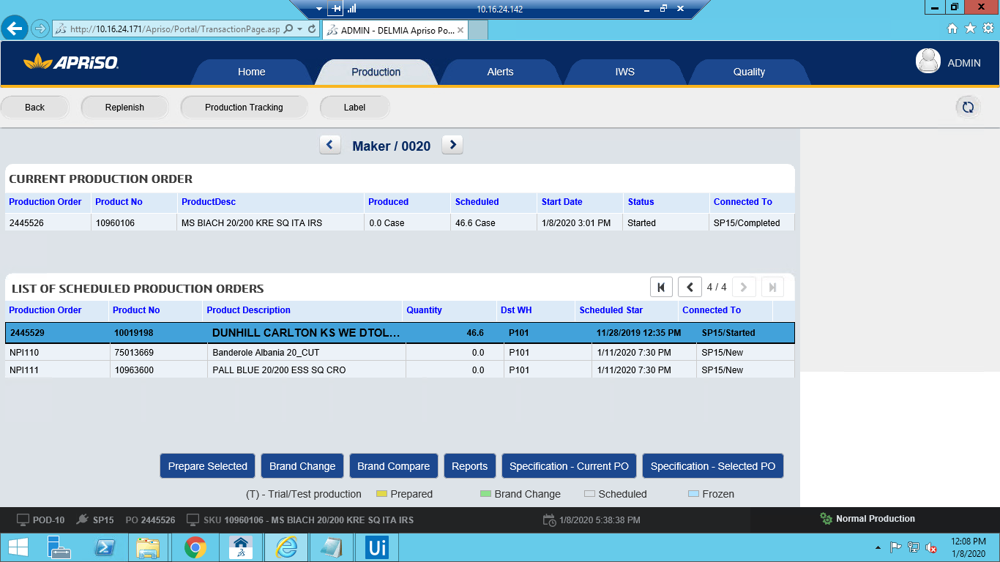 10.16.24.142
http://10.16.24.171/Apriso/Portal/TransactionPage.asp
ADMIN - DELMIA Apriso Po...
APRISO.
Home
Production
Alerts
IWS
Quality
ADMIN
Back
Replenish
Production Tracking
Label
Maker / 0020
CURRENT PRODUCTION ORDER
Production Order Product No ProductDesc Produced Scheduled Start Date Status Connected To
2445526 10960106 MS BIACH 20/200 KRE SQ ITA IRS 0.0 Case 46.6 Case 1/8/2020 3:01 PM Started SP15/Completed
LIST OF SCHEDULED PRODUCTION ORDERS
4 / 4
Production Order Product No Product Description Quantity Dst WH Scheduled Star Connected To
2445529 10019198 DUNHILL CARLTON KS WE DTOL... 46.6 P101 11/28/2019 12:35 PM SP15/Started
NPI110 75013669 Banderole Albania 20_CUT 0.0 P101 1/11/2020 7:30 PM SP15/New
NPI111 10963600 PALL BLUE 20/200 ESS SQ CRO 0.0 P101 1/11/2020 7:30 PM SP15/New
Prepare Selected
Brand Change
Brand Compare
Reports
Specification - Current PO
Specification - Selected PO
(T) - Trial/Test production Prepared Brand Change Scheduled Frozen
POD-10 SP15 PO 2445526 SKU 10960106 - MS BIACH 20/200 KRE SQ ITA IRS 1/8/2020 5:38:38 PM Normal Production
Ui
12:08 PM
1/8/2020